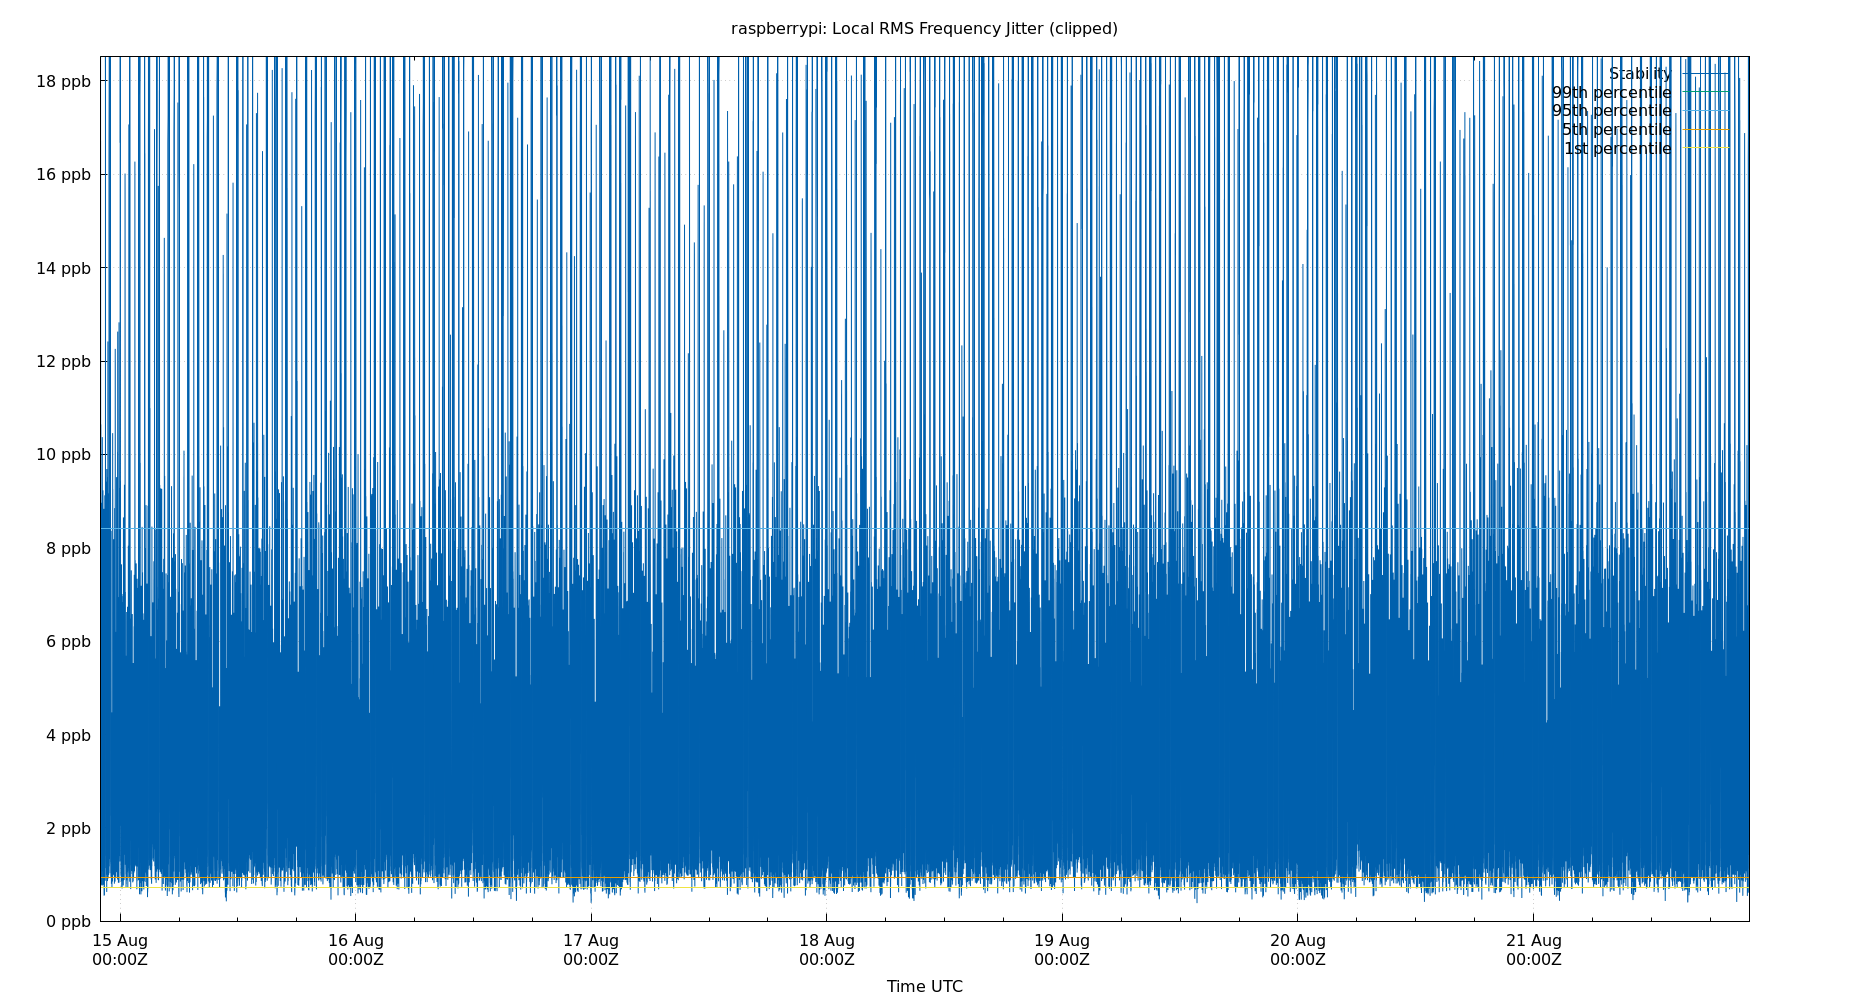 raspberrypi: Local RMS Frequency Jitter (clipped)
18 ppb
16 ppb
14 ppb
12 ppb
10 ppb
8 ppb
6 ppb
4 ppb
2 ppb
0 ppb
Stability
99th percentile
95th percentile
5th percentile
1st percentile
15 Aug 16 Aug 17 Aug 18 Aug 19 Aug 20 Aug 21 Aug
00:00Z 00:00Z 00:00Z 00:00Z 00:00Z 00:00Z 00:00Z
Time UTC